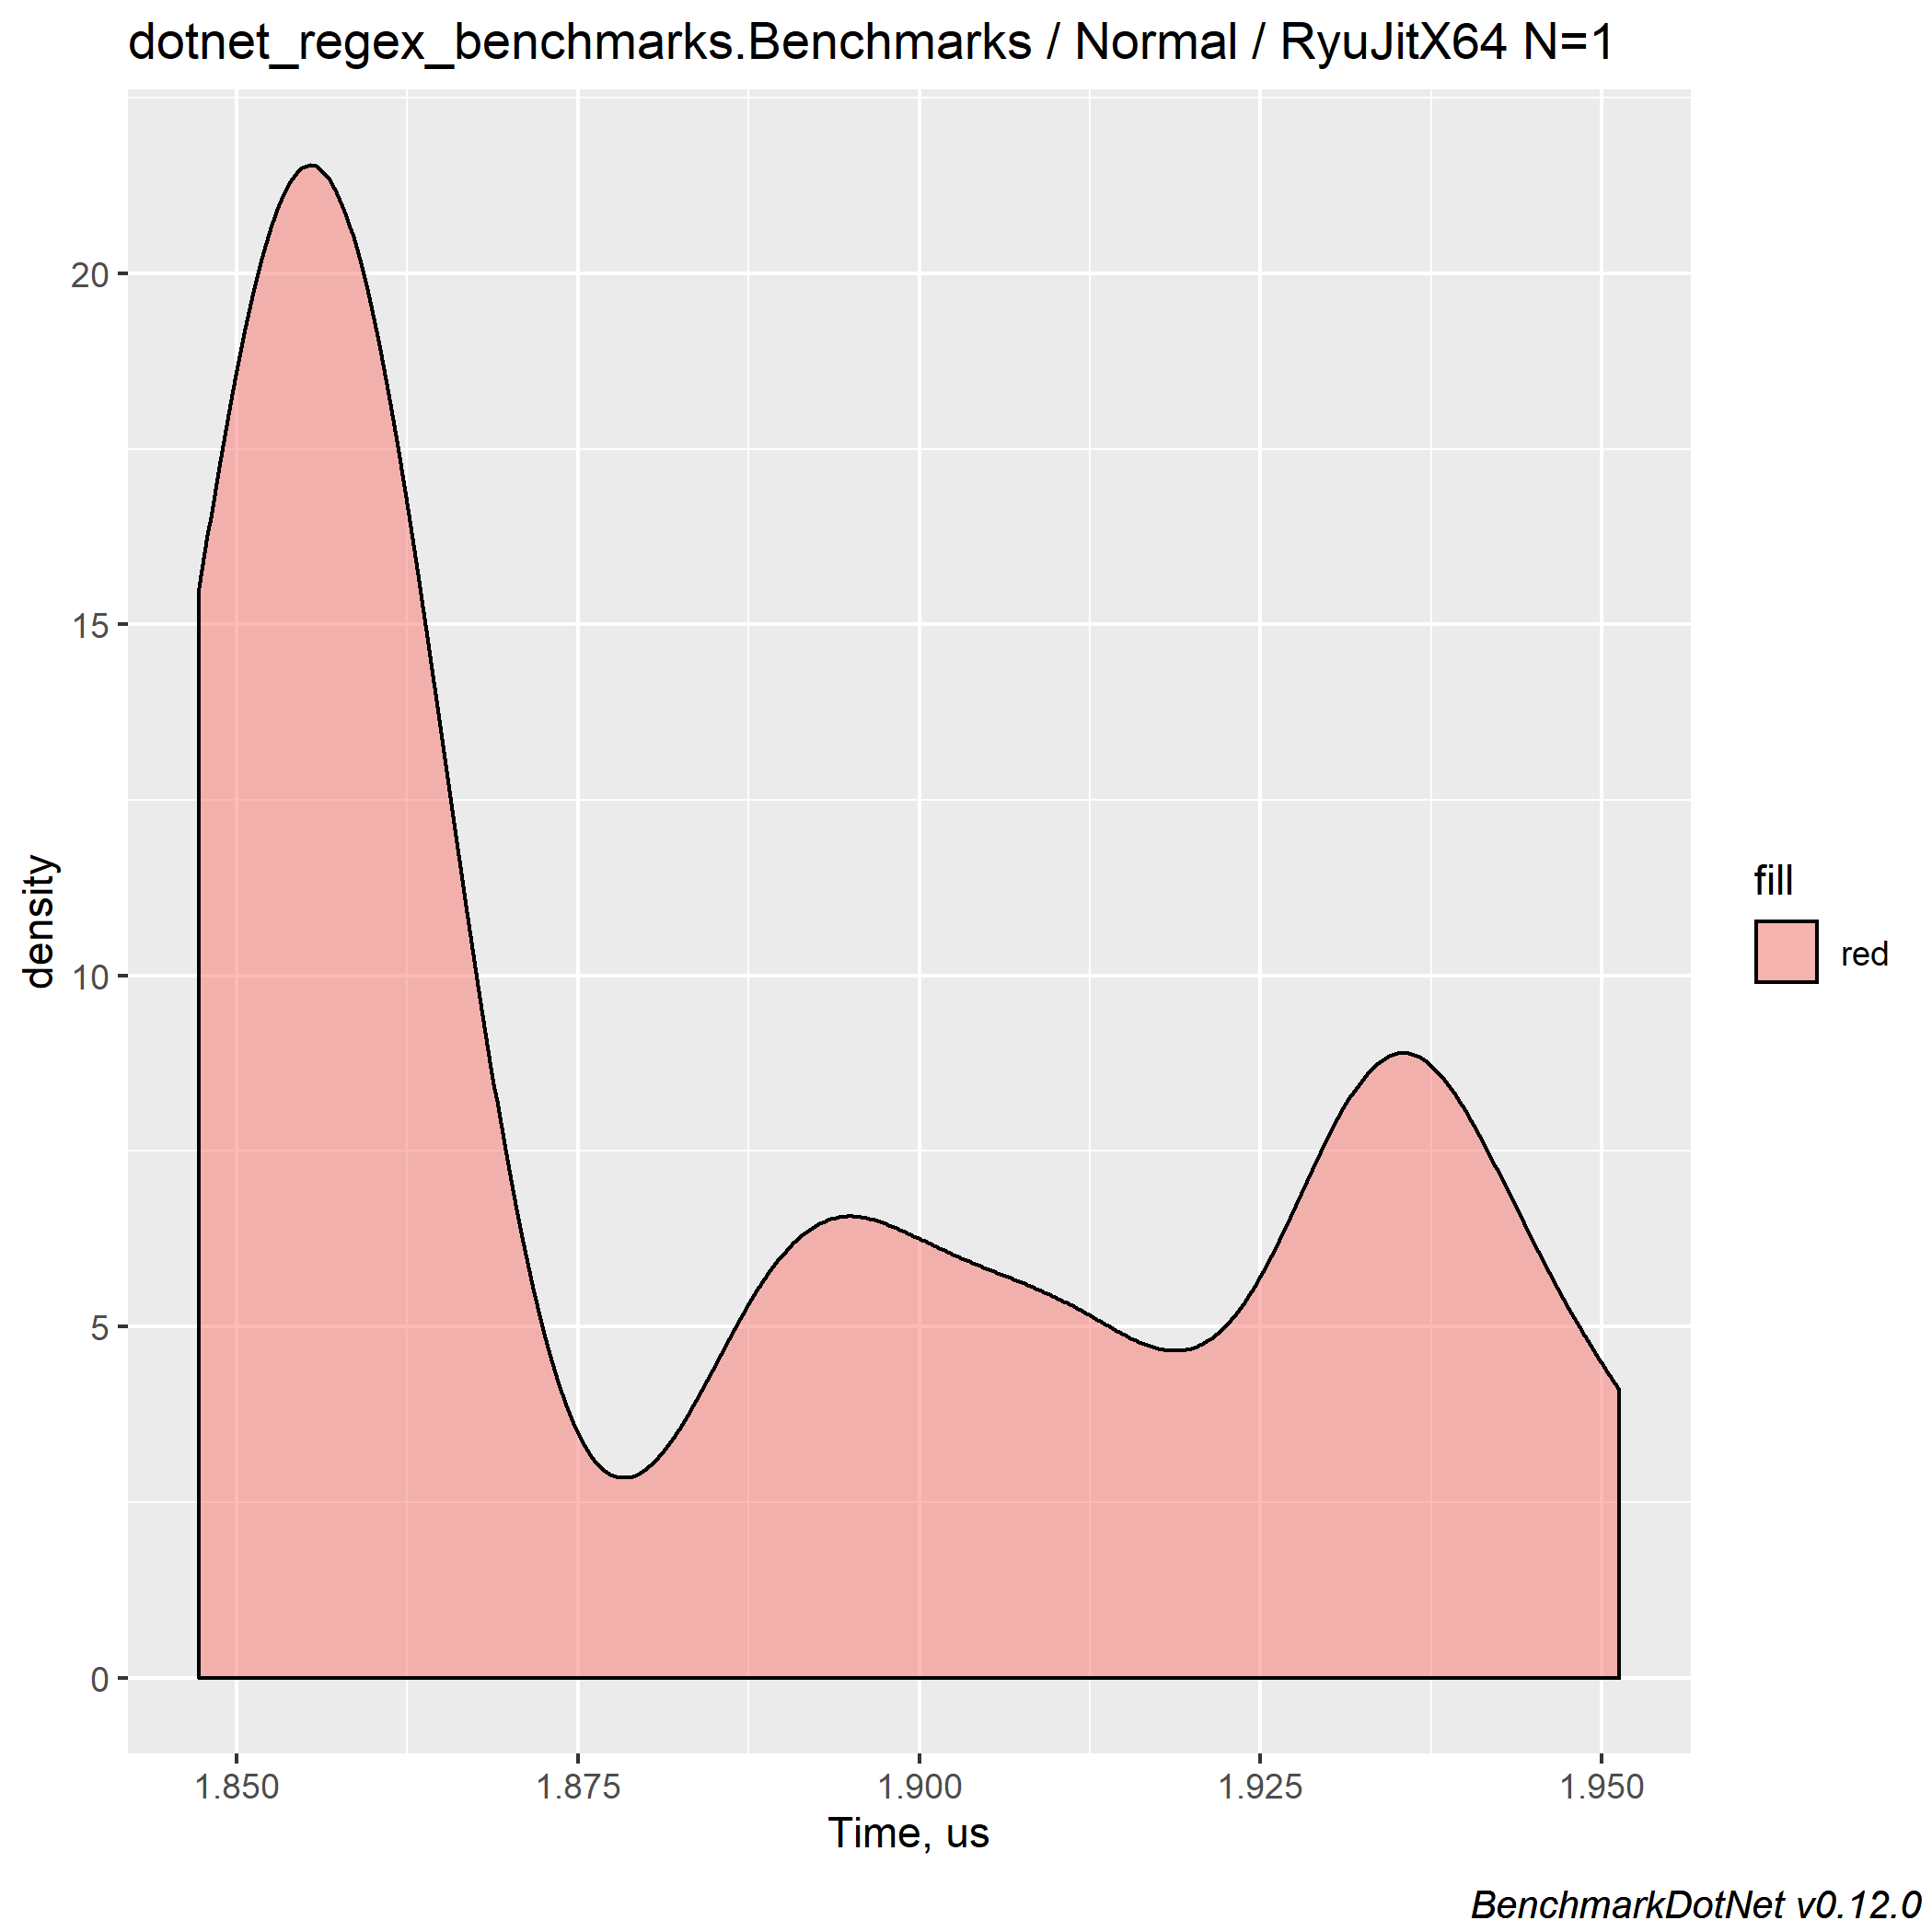 dotnet_regex_benchmarks.Benchmarks / Normal / RyuJitX64 N=1
density
20
15
10
5
0
1.850 1.875 1.900 1.925 1.950
Time, us
fill
red
BenchmarkDotNet v0.12.0